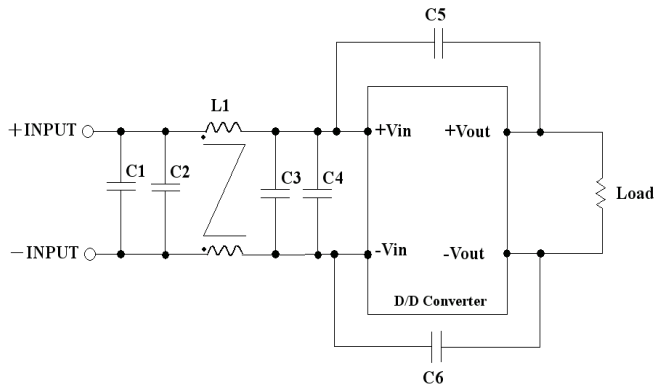 C5
L1
+INPUT
+Vin
+Vout
C1
C2
C3
C4
Load
-INPUT
-Vin
-Vout
D/D Converter
C6